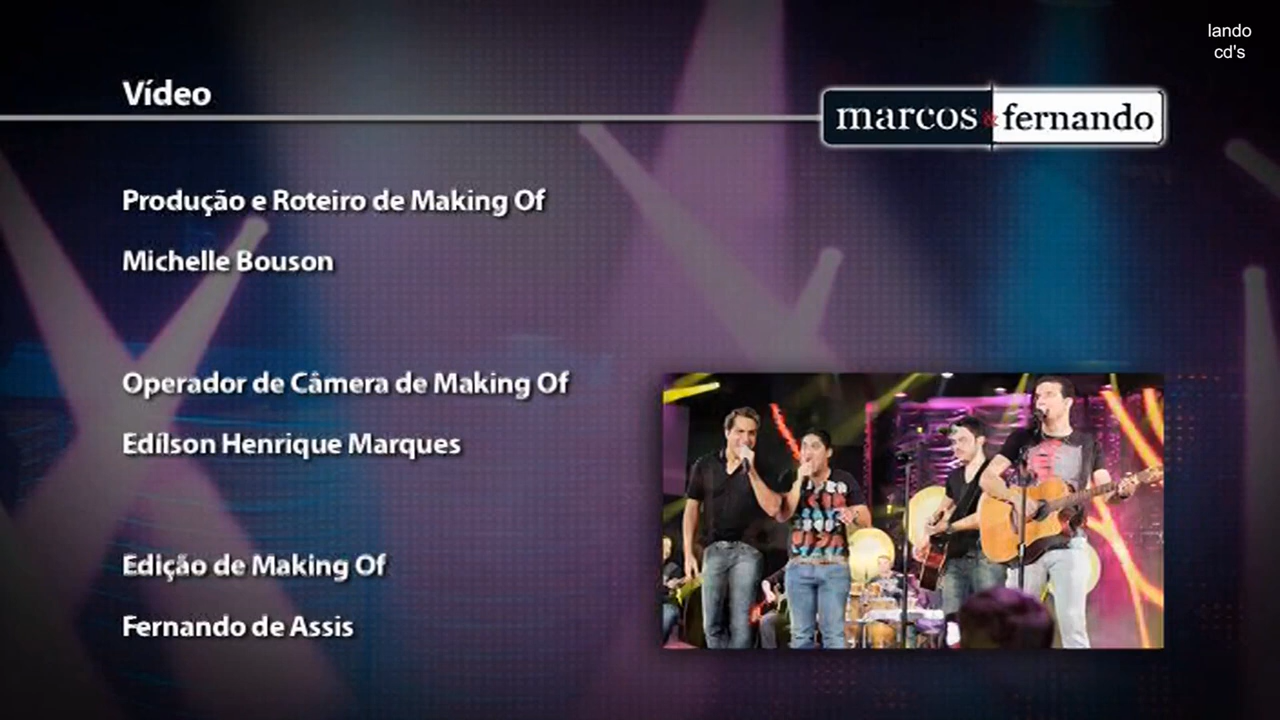 lando
cd's
Vídeo
marcos & fernando
Produção e Roteiro de Making Of
Michelle Bouson
Operador de Câmera de Making Of
Edílson Henrique Marques
Edição de Making Of
Fernando de Assis